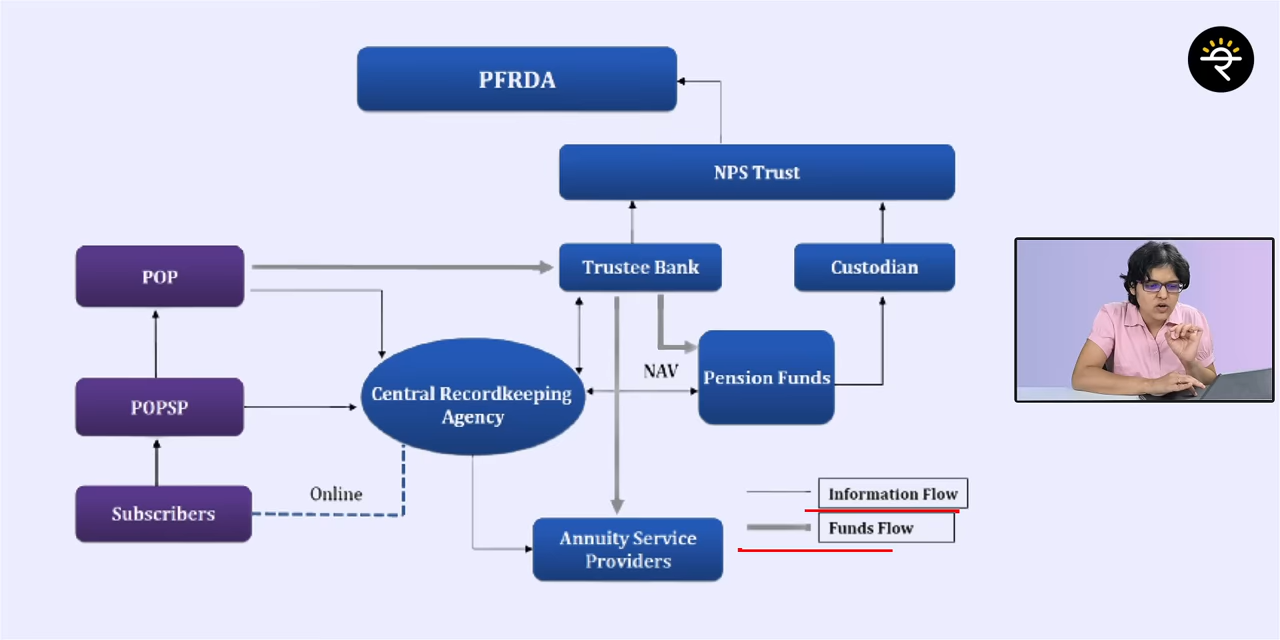 PFRDA
NPS Trust
POP
Trustee Bank
Custodian
NAV
Pension Funds
Central Recordkeeping
Agency
POPSP
Online
Subscribers
Information Flow
Funds Flow
Annuity Service
Providers